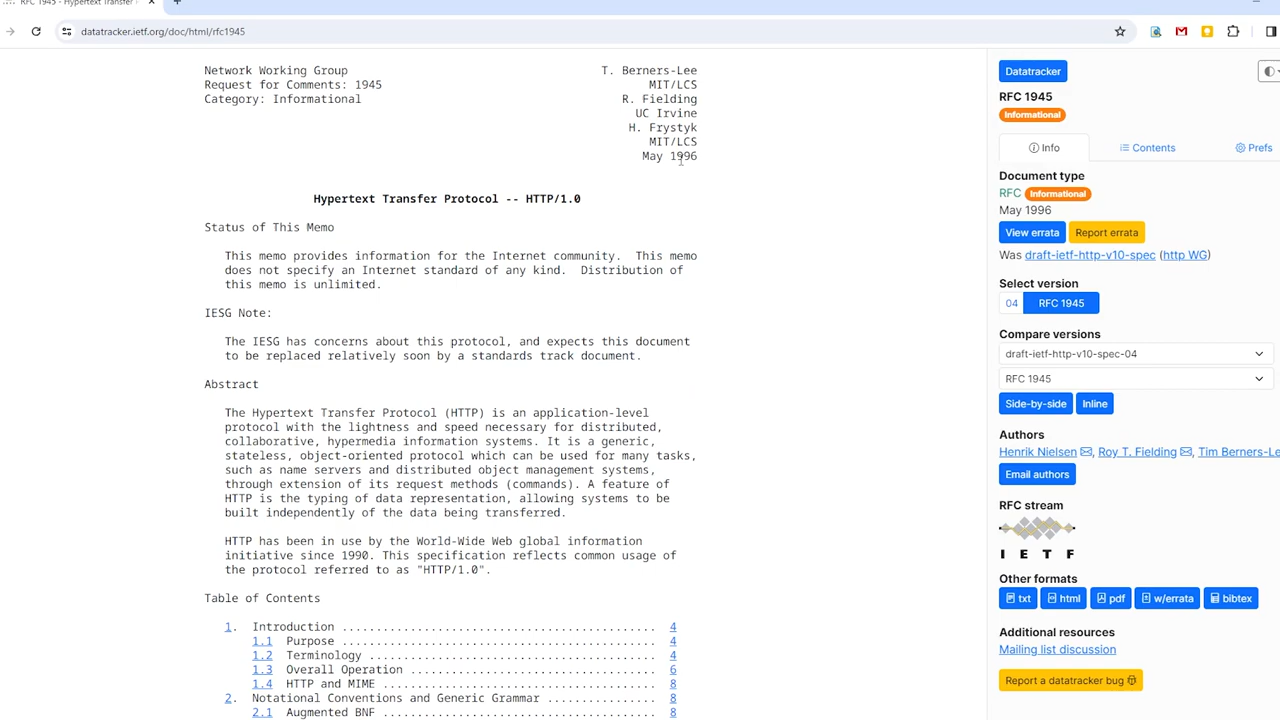 RFC 1945 - Hypertext Transfer
datatracker.ietf.org/doc/html/rfc1945
Network Working Group T. Berners-Lee
Request for Comments: 1945 MIT/LCS
Category: Informational R. Fielding
UC Irvine
H. Frystyk
MIT/LCS
May 1996
Hypertext Transfer Protocol -- HTTP/1.0
Status of This Memo
This memo provides information for the Internet community. This memo
does not specify an Internet standard of any kind. Distribution of
this memo is unlimited.
IESG Note:
The IESG has concerns about this protocol, and expects this document
to be replaced relatively soon by a standards track document.
Abstract
The Hypertext Transfer Protocol (HTTP) is an application-level
protocol with the lightness and speed necessary for distributed,
collaborative, hypermedia information systems. It is a generic,
stateless, object-oriented protocol which can be used for many tasks,
such as name servers and distributed object management systems,
through extension of its request methods (commands). A feature of
HTTP is the typing of data representation, allowing systems to be
built independently of the data being transferred.
HTTP has been in use by the World-Wide Web global information
initiative since 1990. This specification reflects common usage of
the protocol referred to as "HTTP/1.0".
Table of Contents
1. Introduction .............................................. 4
1.1 Purpose .............................................. 4
1.2 Terminology .......................................... 4
1.3 Overall Operation .................................... 6
1.4 HTTP and MIME ........................................ 8
2. Notational Conventions and Generic Grammar ................ 8
2.1 Augmented BNF ........................................ 8
Datatracker
RFC 1945
Informational
Info Contents Prefs
Document type
RFC Informational
May 1996
View errata Report errata
Was draft-ietf-http-v10-spec (http WG)
Select version
04 RFC 1945
Compare versions
draft-ietf-http-v10-spec-04
RFC 1945
Side-by-side Inline
Authors
Henrik Nielsen, Roy T. Fielding, Tim Berners-Le
Email authors
RFC stream
I E T F
Other formats
txt html pdf w/errata bibtex
Additional resources
Mailing list discussion
Report a datatracker bug